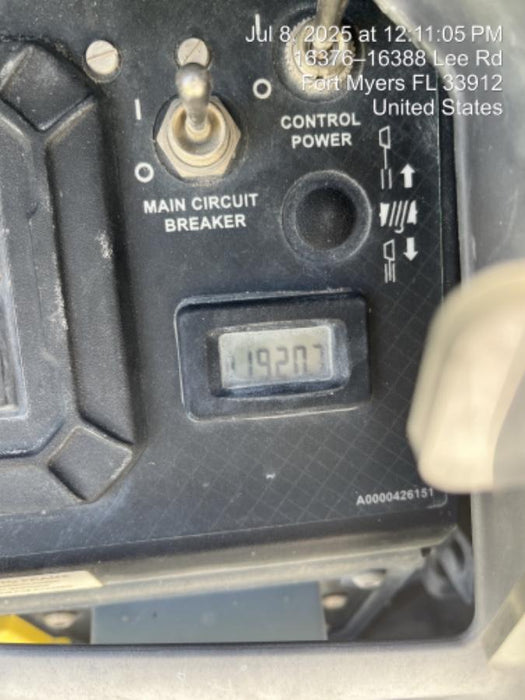 Jul 8, 2025 at 12:11:05 PM
16376–16388 Lee Rd
Fort Myers FL 33912
United States
I
I
O
O
CONTROL
POWER
MAIN CIRCUIT
BREAKER
A0000426151